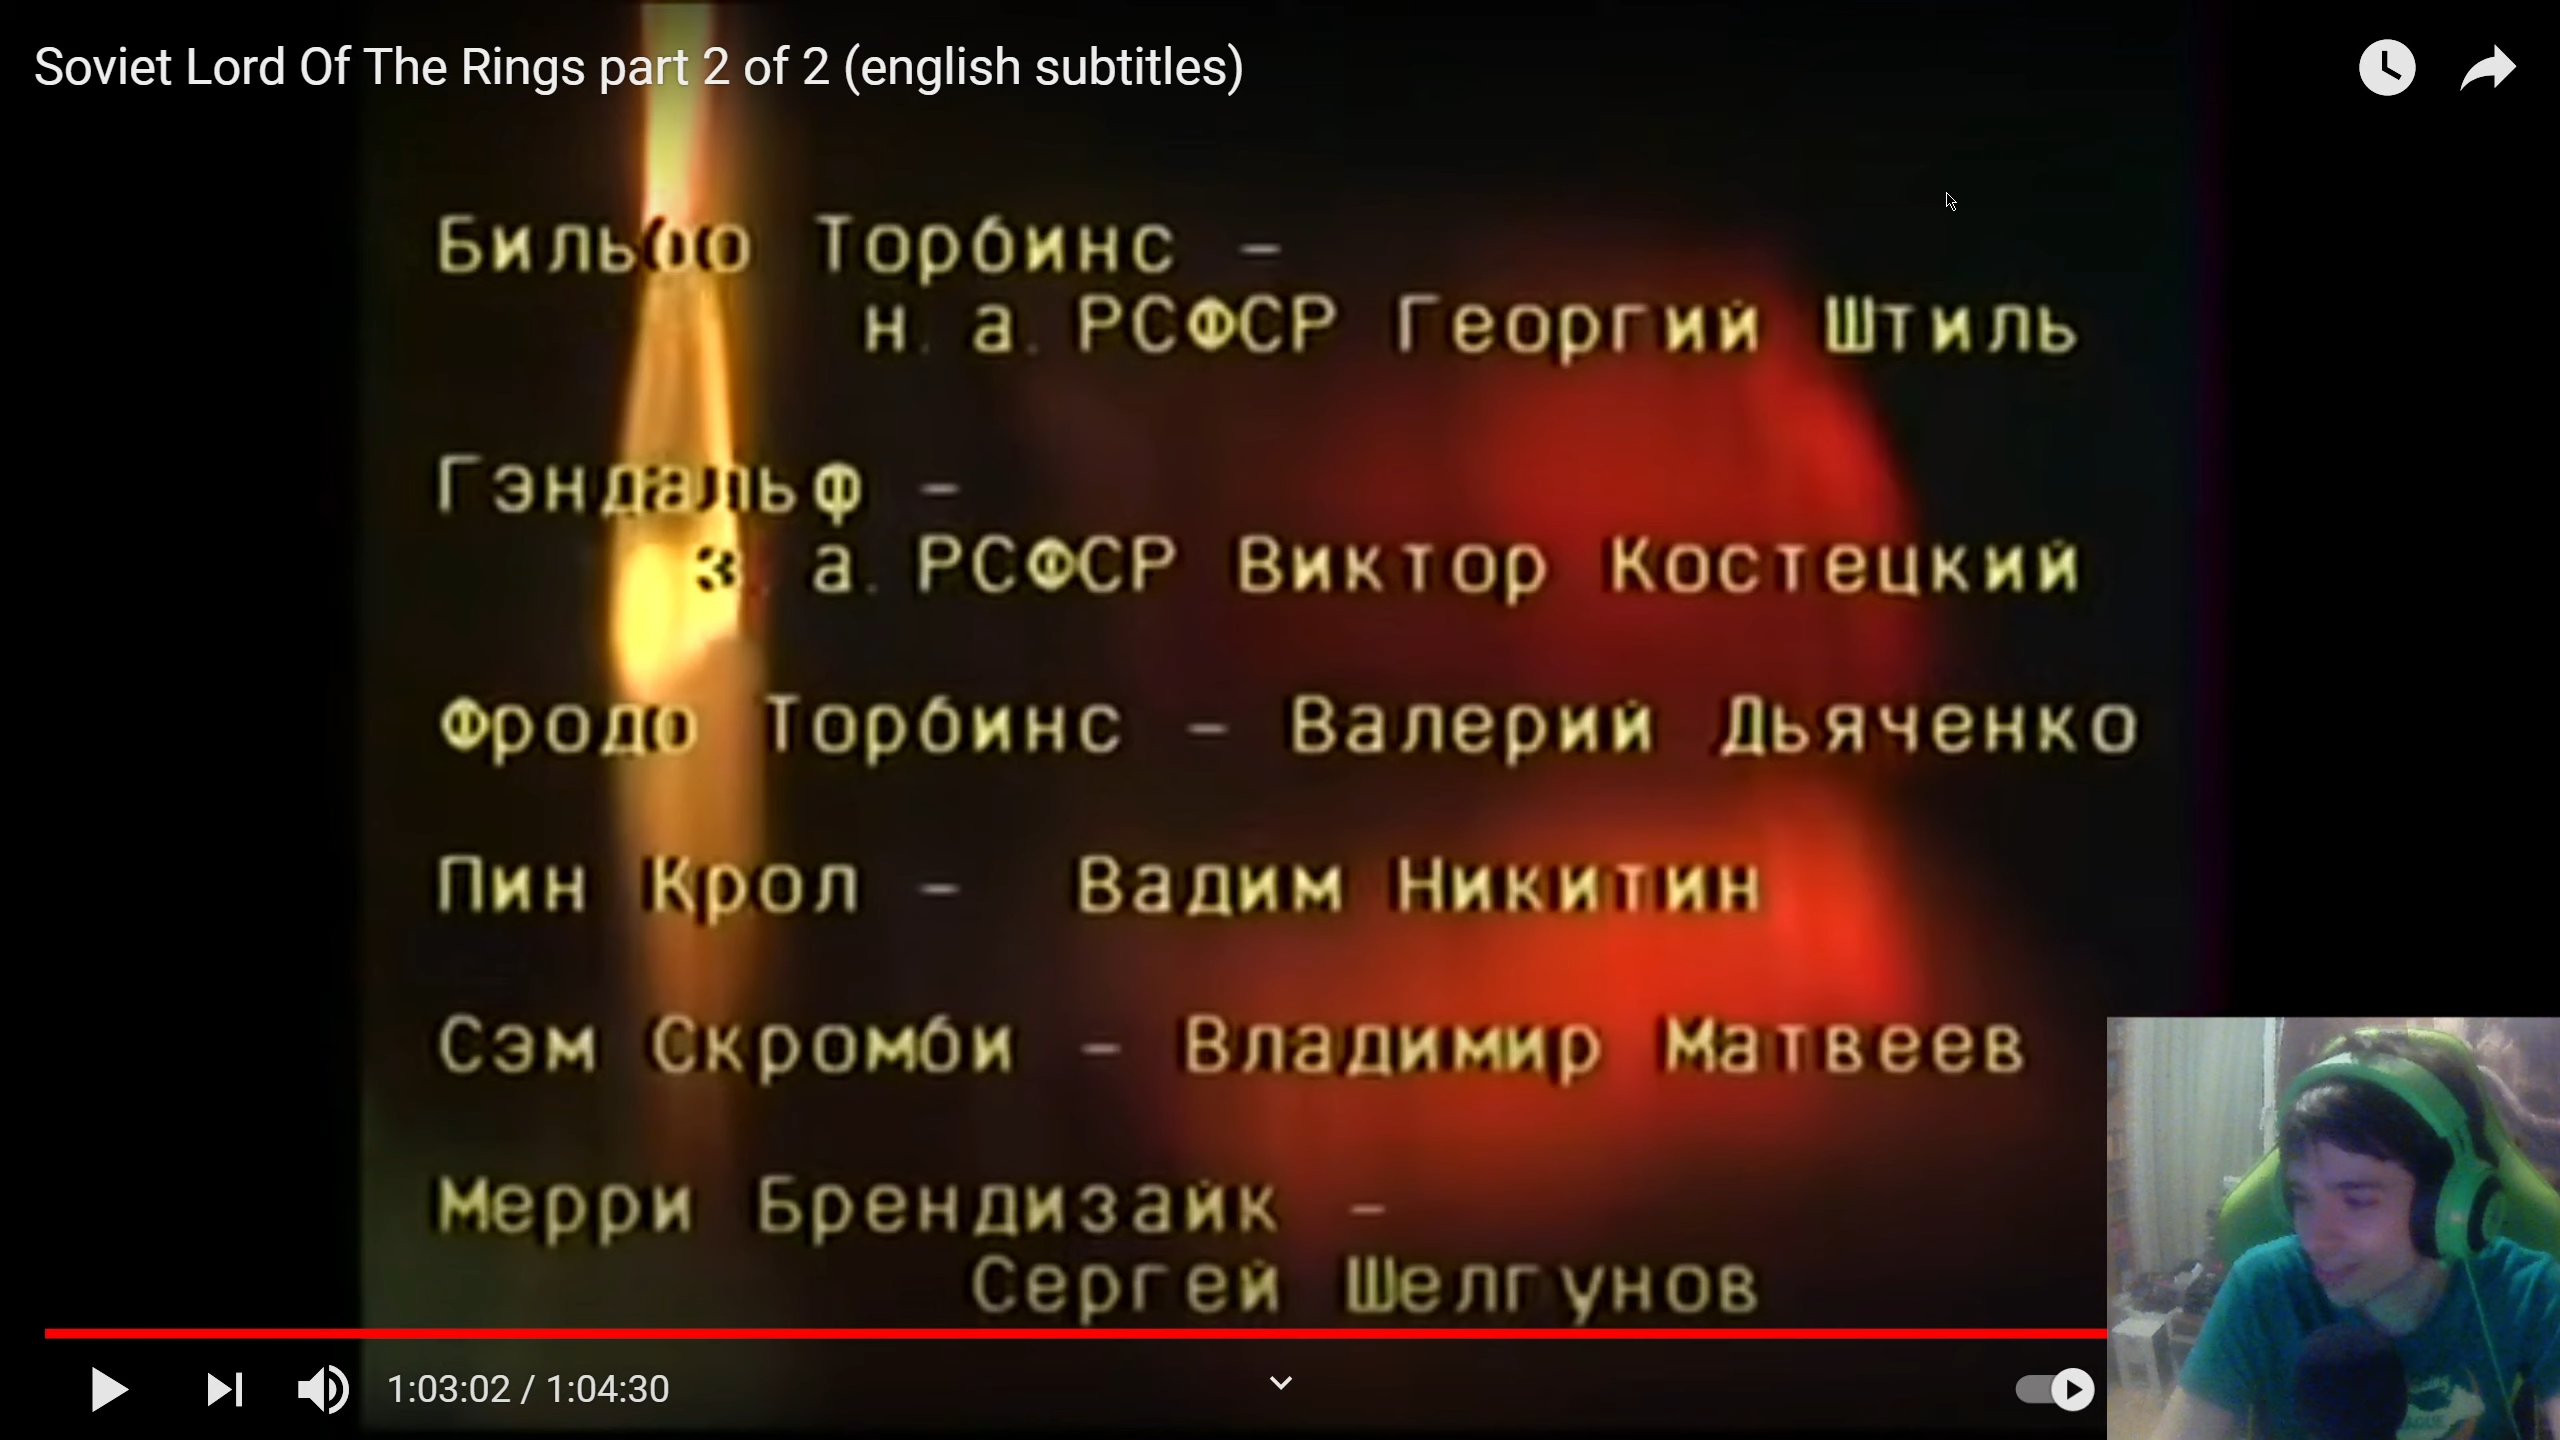 Soviet Lord Of The Rings part 2 of 2 (english subtitles)
Бильбо Торбинс –
н. а. РСФСР Георгий Штиль
Гэндальф –
з. а. РСФСР Виктор Костецкий
Фродо Торбинс – Валерий Дьяченко
Пин Крол – Вадим Никитин
Сэм Скромби – Владимир Матвеев
Мерри Брендизайк –
Сергей Шелгунов
1:03:02 / 1:04:30